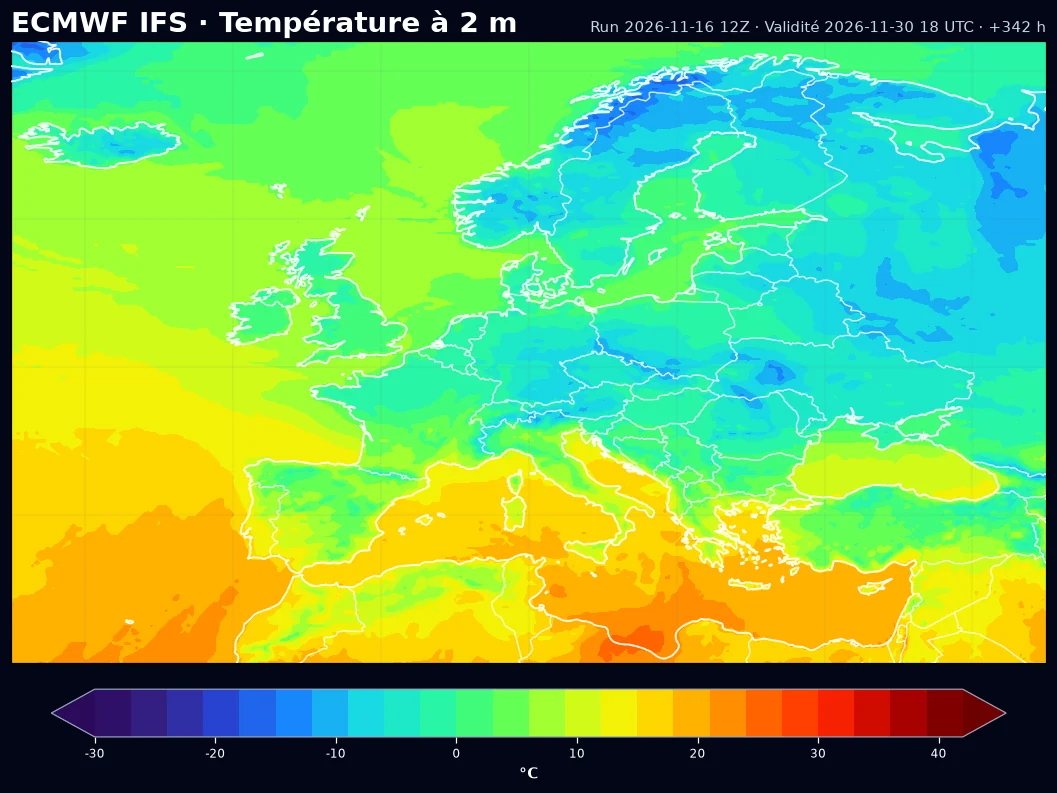 ECMWF IFS · Température à 2 m
Run 2026-11-16 12Z · Validité 2026-11-30 18 UTC · +342 h
-30 -20 -10 0 10 20 30 40
°C